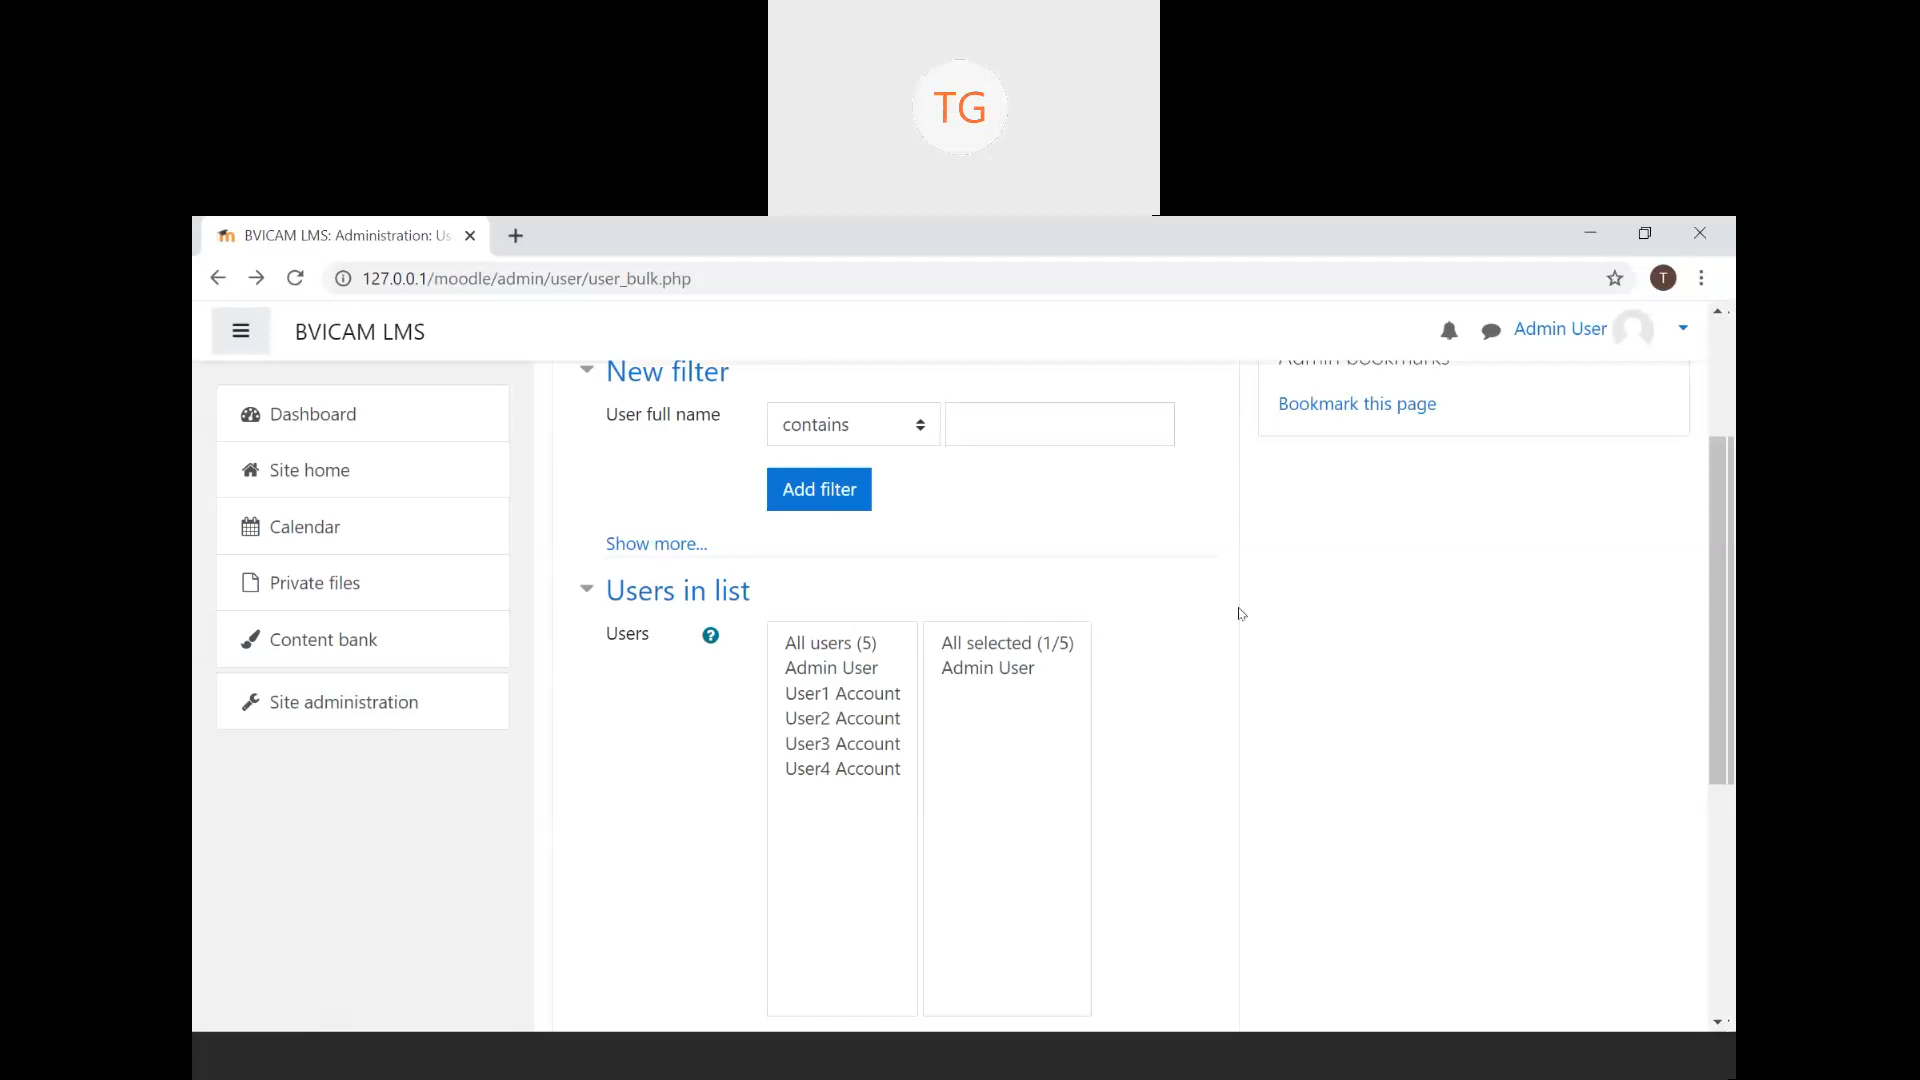 TG
BVICAM LMS: Administration: Us
127.0.0.1/moodle/admin/user/user_bulk.php
T
BVICAM LMS
Admin User
Dashboard
Site home
Calendar
Private files
Content bank
Site administration
New filter
User full name
contains
Add filter
Show more...
Users in list
Users
All users (5)
Admin User
User1 Account
User2 Account
User3 Account
User4 Account
All selected (1/5)
Admin User
Admin bookmarks
Bookmark this page